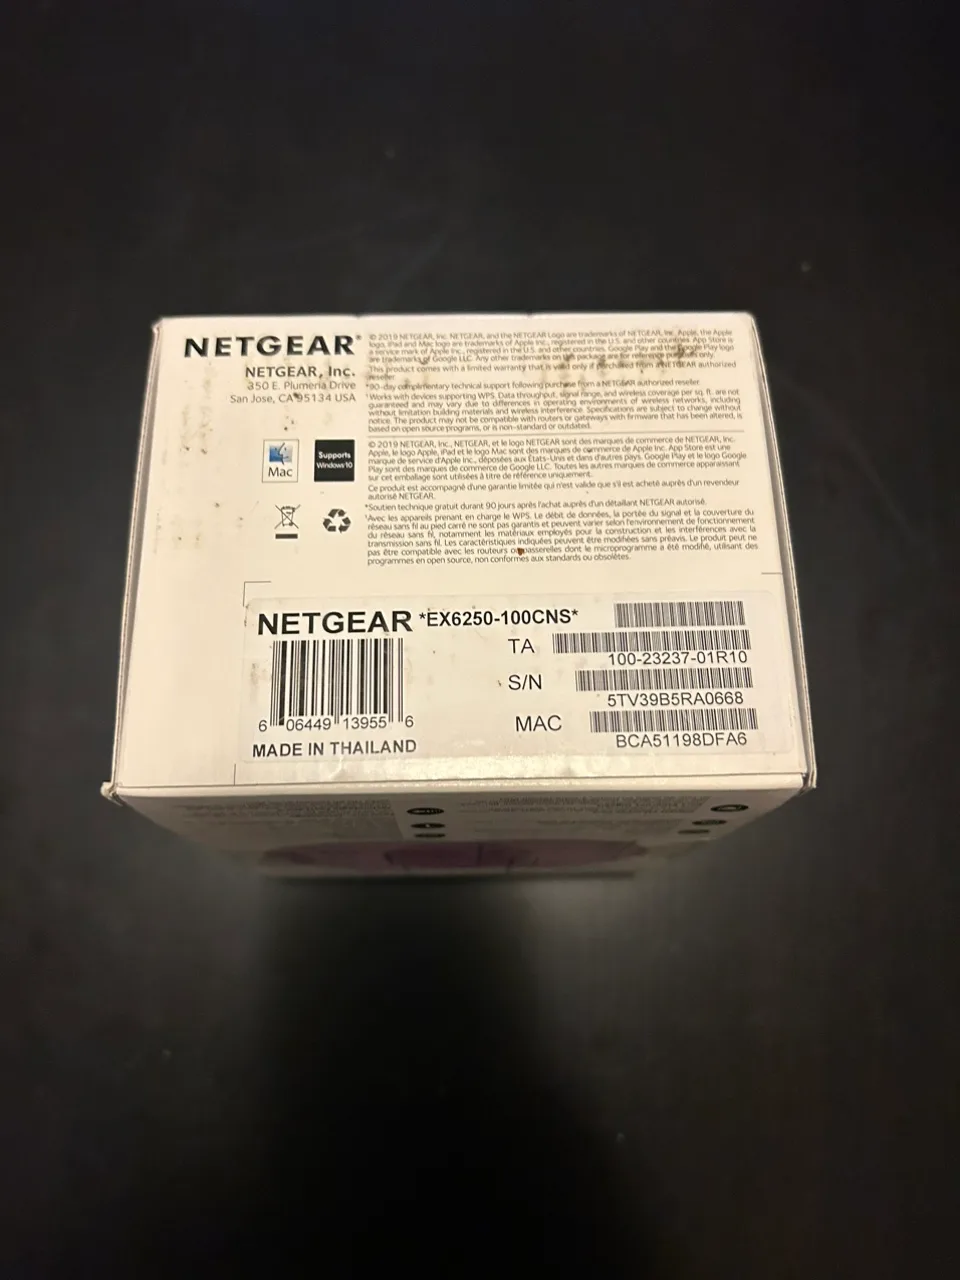 NETGEAR®
NETGEAR, Inc.
350 E. Plumeria Drive
San Jose, CA 95134 USA
© 2019 NETGEAR, Inc. NETGEAR, and the NETGEAR Logo are trademarks of NETGEAR, Inc. Apple, the Apple
logo, iPad and Mac logo are trademarks of Apple Inc., registered in the U.S. and other countries. App Store is
a service mark of Apple Inc., registered in the U.S. and other countries. Google Play and the Google Play logo
are trademarks of Google LLC. Any other trademarks on this package are for reference purposes only.
This product comes with a limited warranty that is valid only if purchased from a NETGEAR authorized
reseller.
*90-day complimentary technical support following purchase from a NETGEAR authorized reseller.
†Works with devices supporting WPS. Data throughput, signal range, and wireless coverage per sq. ft. are not
guaranteed and may vary due to differences in operating environments of wireless networks, including
without limitation building materials and wireless interference. Specifications are subject to change without
notice. The product may not be compatible with routers or gateways with firmware that has been altered, is
based on open source programs, or is non-standard or outdated.
Mac
Supports
Windows 10
© 2019 NETGEAR, Inc., NETGEAR, et le logo NETGEAR sont des marques de commerce de NETGEAR, Inc.
Apple, le logo Apple, iPad et le logo Mac sont des marques de commerce de Apple Inc. App Store est une
marque de service d'Apple Inc., déposées aux États-Unis et dans d'autres pays. Google Play et le logo Google
Play sont des marques de commerce de Google LLC. Toutes les autres marques de commerce apparaissant
sur cet emballage sont utilisées à titre de référence uniquement.
Ce produit est accompagné d'une garantie limitée qui n'est valide que s'il est acheté auprès d'un revendeur
autorisé NETGEAR.
*Soutien technique gratuit durant 90 jours après l'achat auprès d'un détaillant NETGEAR autorisé.
†Avec les appareils prenant en charge le WPS. Le débit de données, la portée du signal et la couverture du
réseau sans fil au pied carré ne sont pas garantis et peuvent varier selon l'environnement de fonctionnement
du réseau sans fil, notamment les matériaux employés pour la construction et les interférences avec la
transmission sans fil. Les caractéristiques indiquées peuvent être modifiées sans préavis. Le produit peut ne
pas être compatible avec les routeurs ou passerelles dont le microprogramme a été modifié, utilisant des
programmes en open source, non conformes aux standards ou obsolètes.
NETGEAR *EX6250-100CNS*
TA
100-23237-01R10
S/N
5TV39B5RA0668
MAC
BCA51198DFA6
6 06449 13955 6
MADE IN THAILAND